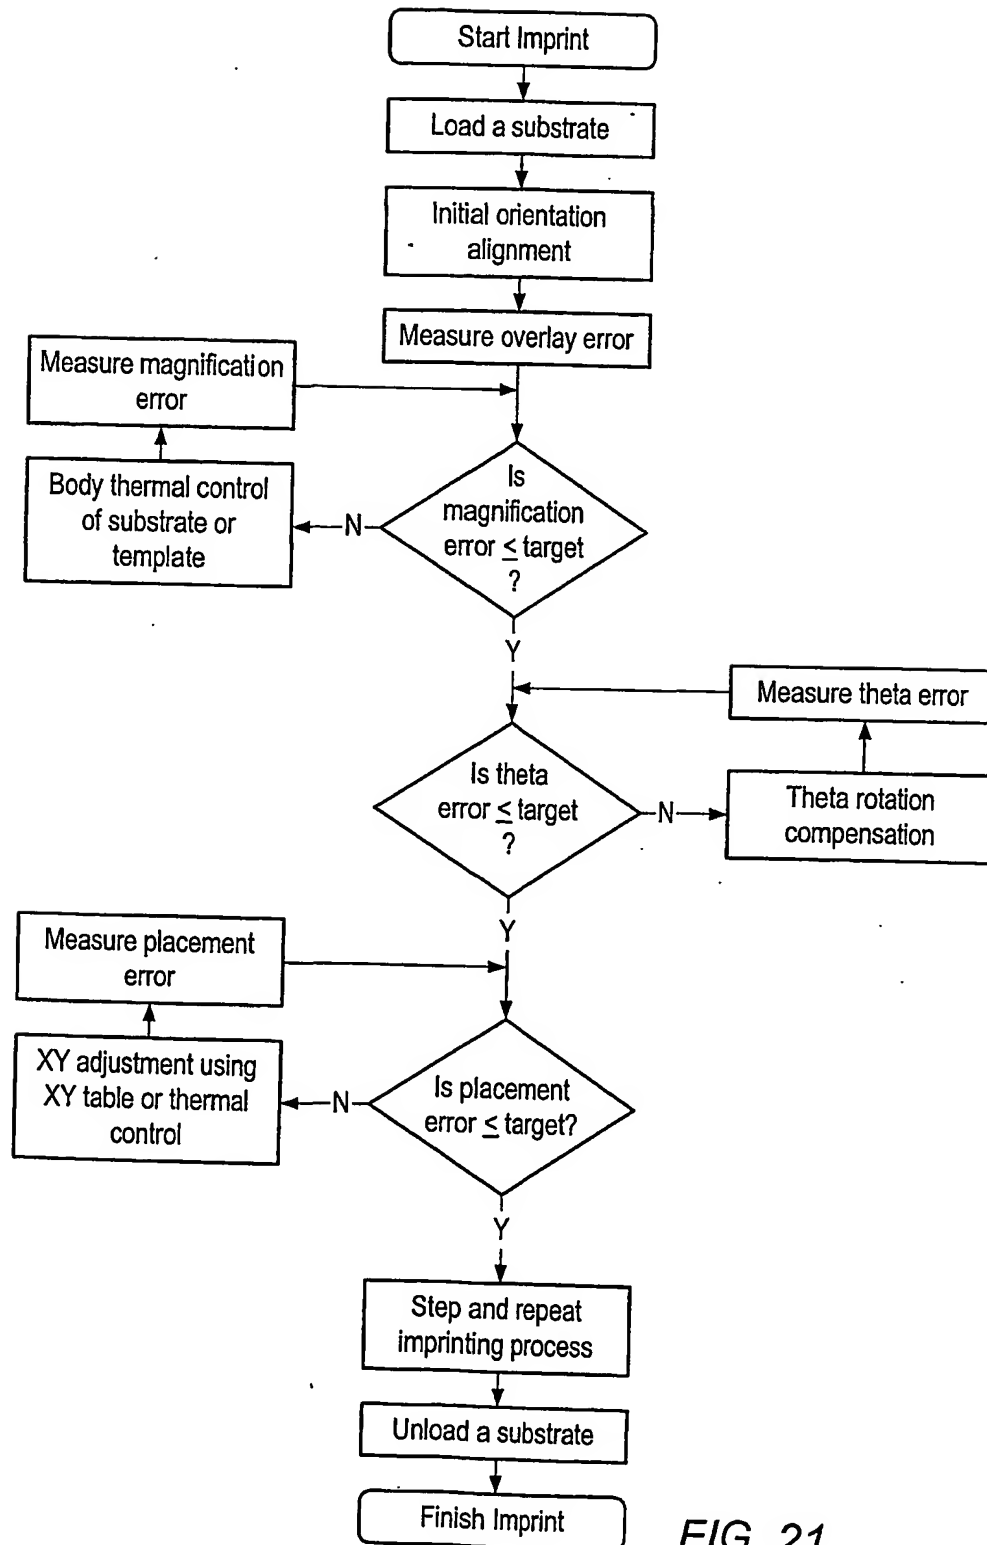 Start Imprint
Load a substrate
Initial orientation
alignment
Measure overlay error
Measure magnification
error
Body thermal control
of substrate or
template
N
Is
magnification
error ≤ target
?
Y
Measure theta error
Is theta
error ≤ target
?
N
Theta rotation
compensation
Y
Measure placement
error
XY adjustment using
XY table or thermal
control
N
Is placement
error ≤ target?
Y
Step and repeat
imprinting process
Unload a substrate
Finish Imprint
FIG. 21